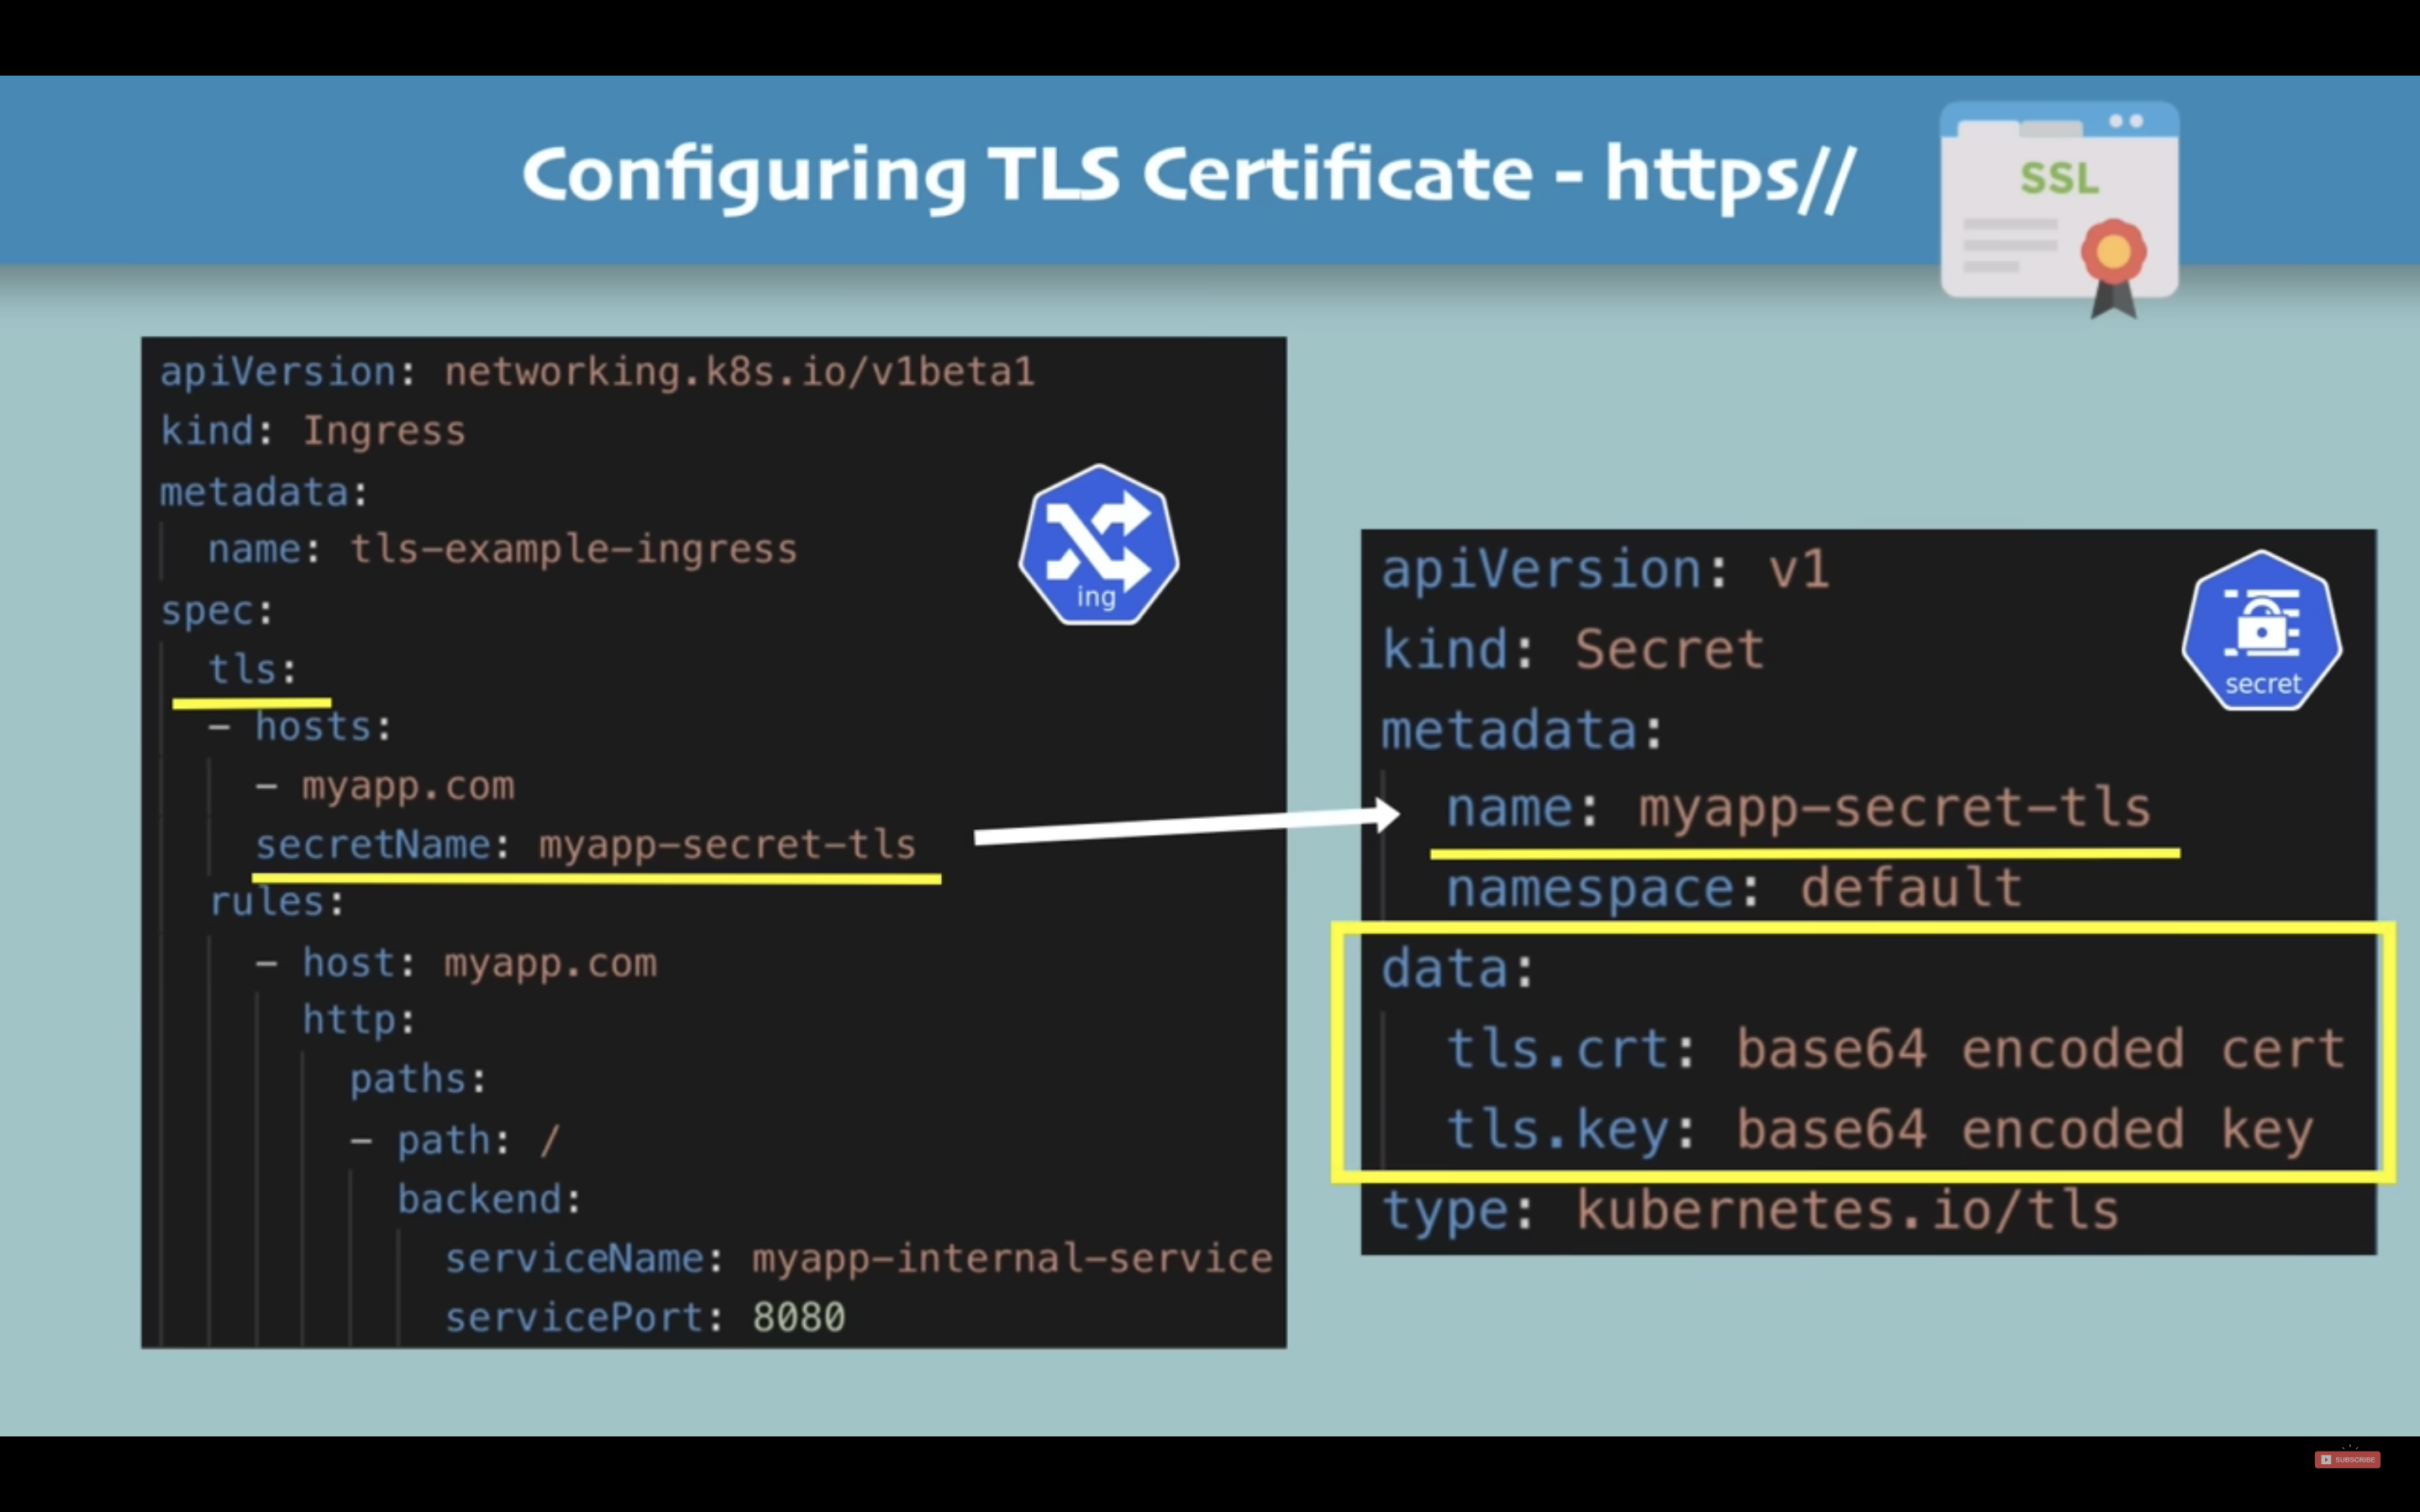 Configuring TLS Certificate - https//
SSL
apiVersion: networking.k8s.io/v1beta1
kind: Ingress
metadata:
  name: tls-example-ingress
spec:
  tls:
  - hosts:
    - myapp.com
    secretName: myapp-secret-tls
  rules:
    - host: myapp.com
      http:
        paths:
        - path: /
          backend:
            serviceName: myapp-internal-service
            servicePort: 8080
ing
apiVersion: v1
kind: Secret
metadata:
  name: myapp-secret-tls
  namespace: default
data:
  tls.crt: base64 encoded cert
  tls.key: base64 encoded key
type: kubernetes.io/tls
secret
SUBSCRIBE